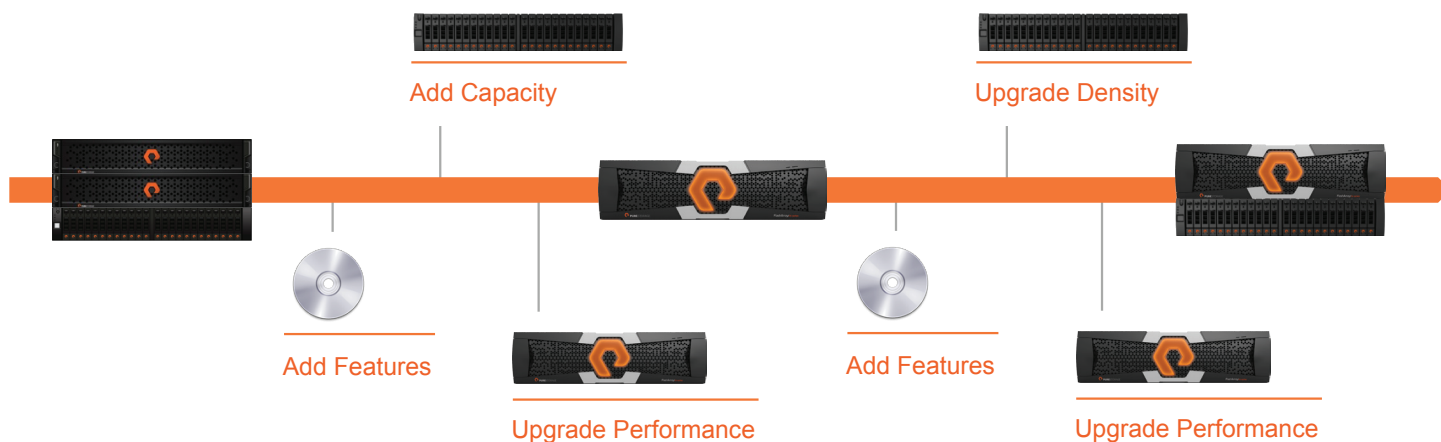 Add Capacity
Upgrade Density
Add Features
Add Features
Upgrade Performance
Upgrade Performance